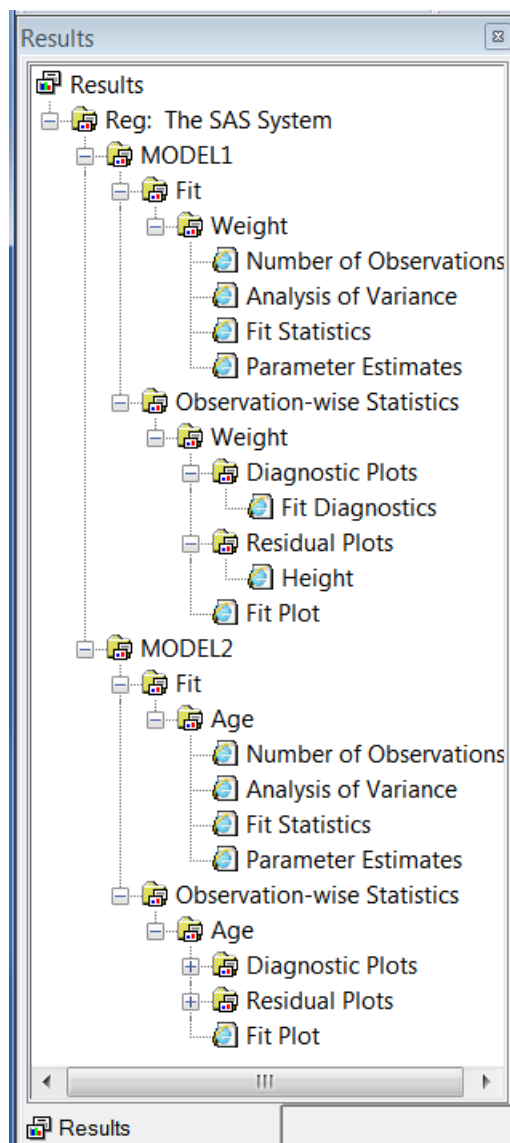 Results
Results
Reg: The SAS System
MODEL1
Fit
Weight
Number of Observations
Analysis of Variance
Fit Statistics
Parameter Estimates
Observation-wise Statistics
Weight
Diagnostic Plots
Fit Diagnostics
Residual Plots
Height
Fit Plot
MODEL2
Fit
Age
Number of Observations
Analysis of Variance
Fit Statistics
Parameter Estimates
Observation-wise Statistics
Age
Diagnostic Plots
Residual Plots
Fit Plot
Results